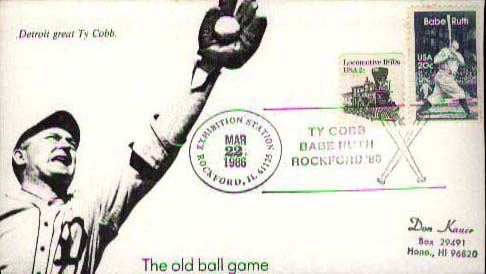 Detroit great Ty Cobb.
Babe Ruth
USA
20c
Locomotive 1870s
USA 2c
EXHIBITION STATION
MAR
22
1986
ROCKFORD, IL 61125
TY COBB
BABE RUTH
ROCKFORD '86
D
Don Kauer
Box 29491
Hono., HI 96820
The old ball game